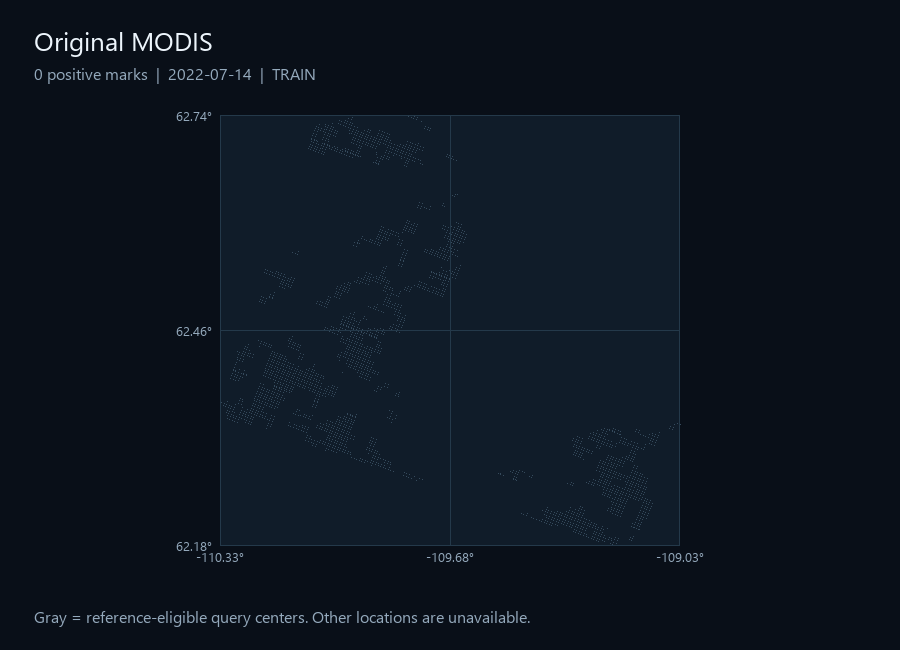 Original MODIS
0 positive marks | 2022-07-14 | TRAIN
62.74°
62.46°
62.18°
-110.33°
-109.68°
-109.03°
Gray = reference-eligible query centers. Other locations are unavailable.